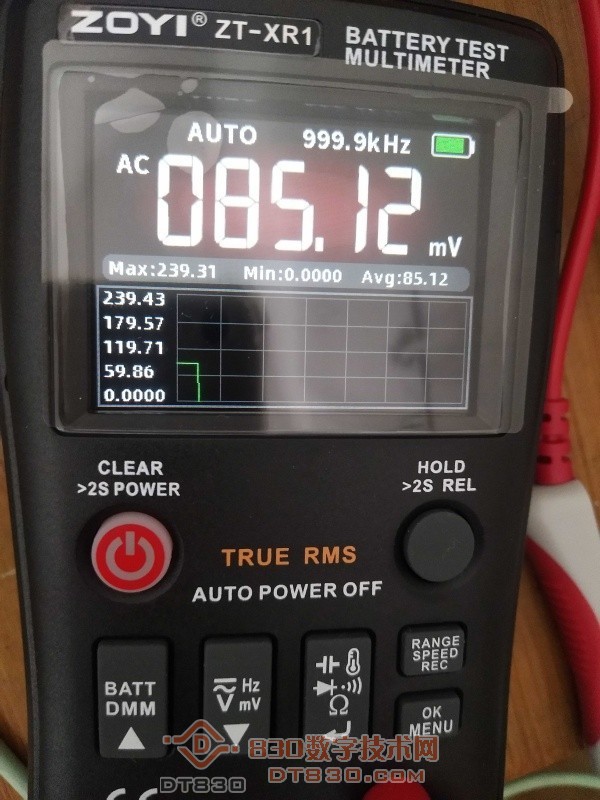 ZOYI® ZT-XR1
BATTERY TEST
MULTIMETER
AUTO 999.9kHz
AC 085.12 mV
Max:239.31 Min:0.0000 Avg:85.12
239.43
179.57
119.71
59.86
0.0000
CLEAR
>2S POWER
HOLD
>2S REL
TRUE RMS
AUTO POWER OFF
BATT
DMM
V Hz
mV
Ω
RANGE
SPEED
REC
OK
MENU
830数字技术网
DT830 DT830.COM
CE